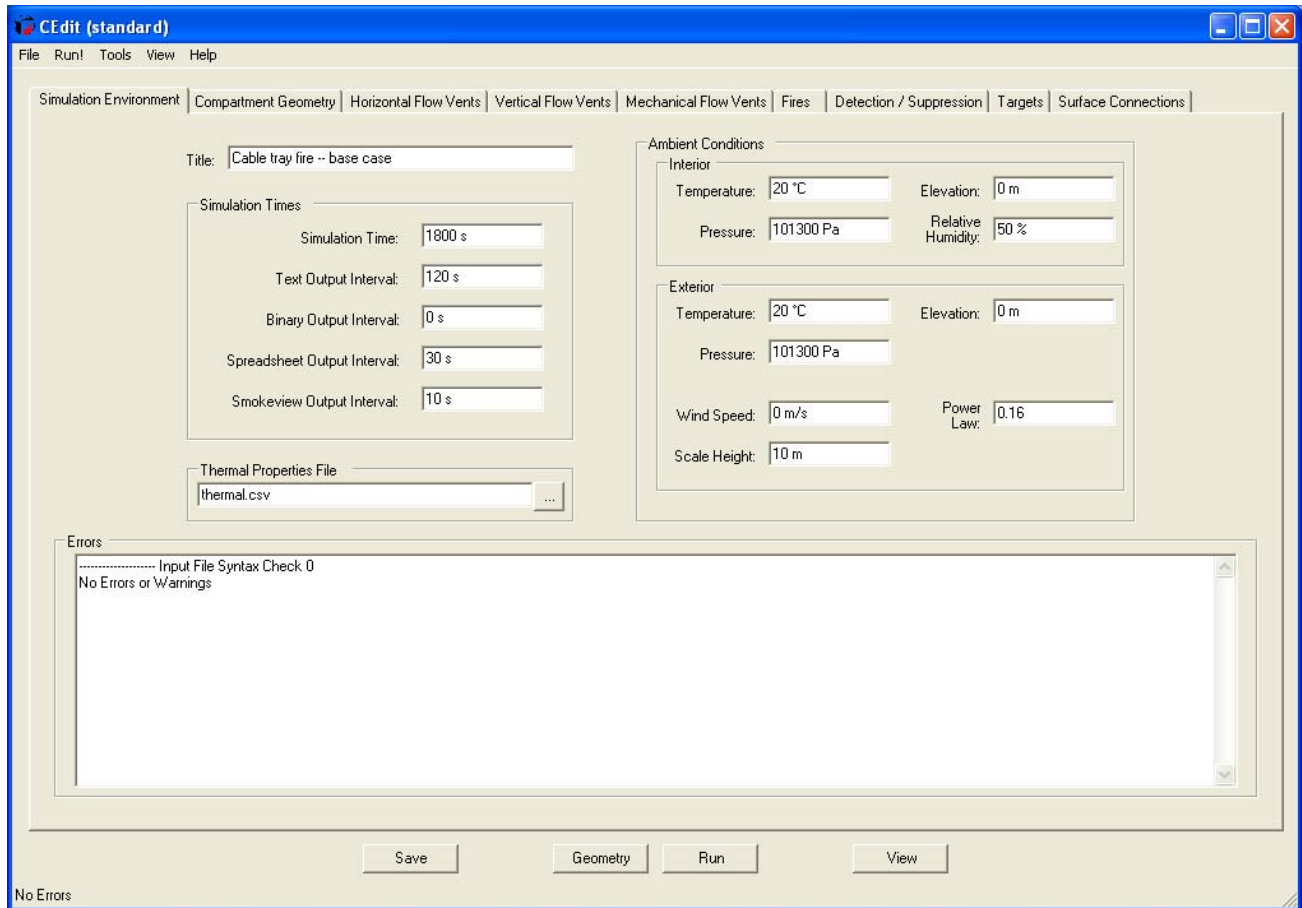 CEdit (standard)
File Run! Tools View Help
Simulation Environment Compartment Geometry Horizontal Flow Vents Vertical Flow Vents Mechanical Flow Vents Fires Detection / Suppression Targets Surface Connections
Title: Cable tray fire -- base case
Simulation Times
Simulation Time: 1800 s
Text Output Interval: 120 s
Binary Output Interval: 0 s
Spreadsheet Output Interval: 30 s
Smokeview Output Interval: 10 s
Thermal Properties File
thermal.csv ...
Ambient Conditions
Interior
Temperature: 20 °C Elevation: 0 m
Pressure: 101300 Pa Relative Humidity: 50 %
Exterior
Temperature: 20 °C Elevation: 0 m
Pressure: 101300 Pa
Wind Speed: 0 m/s Power Law: 0.16
Scale Height: 10 m
Errors
------------------- Input File Syntax Check 0
No Errors or Warnings
Save Geometry Run View
No Errors